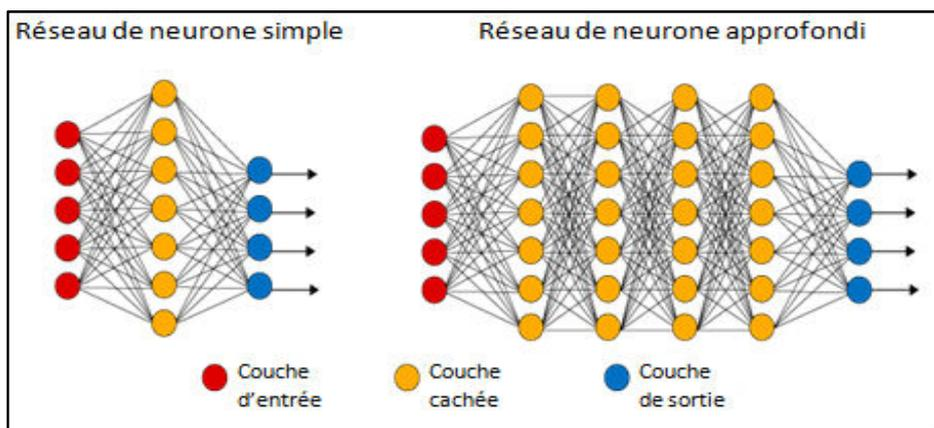 Réseau de neurone simple
Réseau de neurone approfondi
Couche
d'entrée
Couche
cachée
Couche
de sortie